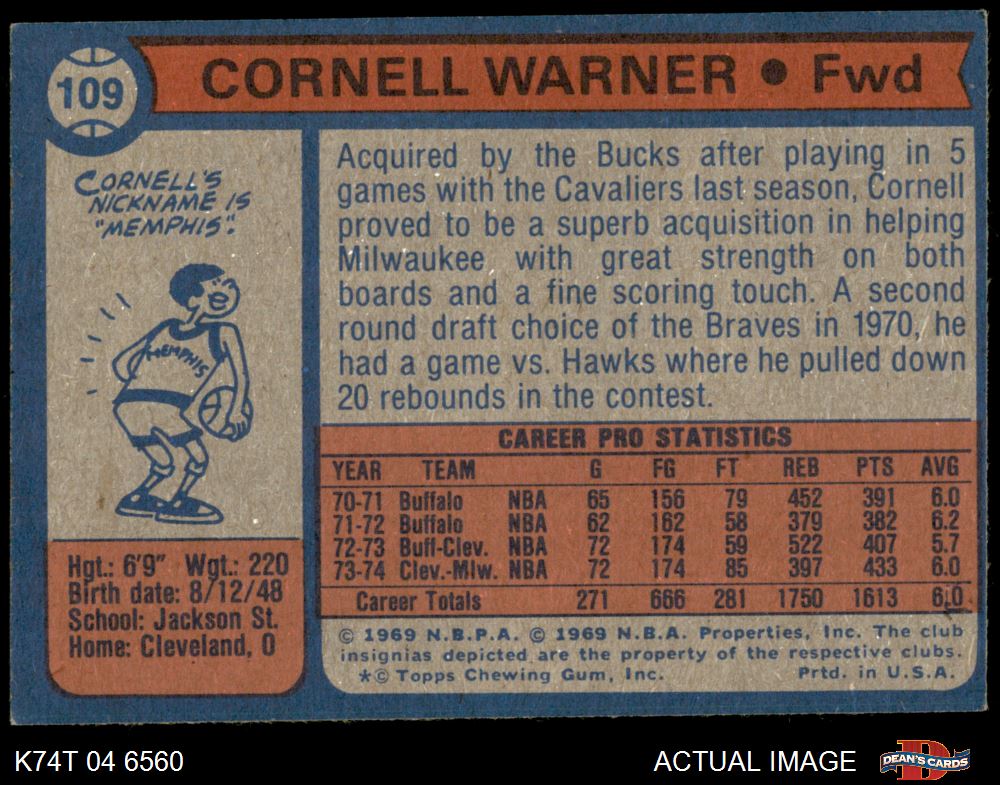 109
CORNELL WARNER • Fwd
CORNELL'S
NICKNAME IS
"MEMPHIS".
MEMPHIS
Hgt.: 6'9" Wgt.: 220
Birth date: 8/12/48
School: Jackson St.
Home: Cleveland, O
Acquired by the Bucks after playing in 5
games with the Cavaliers last season, Cornell
proved to be a superb acquisition in helping
Milwaukee with great strength on both
boards and a fine scoring touch. A second
round draft choice of the Braves in 1970, he
had a game vs. Hawks where he pulled down
20 rebounds in the contest.
CAREER PRO STATISTICS
YEAR TEAM G FG FT REB PTS AVG
70-71 Buffalo NBA 65 156 79 452 391 6.0
71-72 Buffalo NBA 62 162 58 379 382 6.2
72-73 Buff-Clev. NBA 72 174 59 522 407 5.7
73-74 Clev.-Mlw. NBA 72 174 85 397 433 6.0
Career Totals 271 666 281 1750 1613 6.0
© 1969 N.B.P.A. © 1969 N.B.A. Properties, Inc. The club
insignias depicted are the property of the respective clubs.
*© Topps Chewing Gum, Inc. Prtd. in U.S.A.
K74T 04 6560 ACTUAL IMAGE
D
DEAN'S CARDS